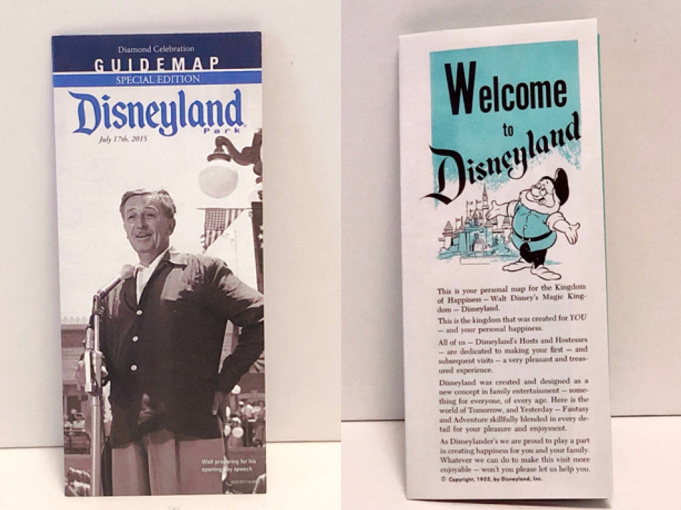 Diamond Celebration
GUIDEMAP
SPECIAL EDITION
Disneyland
Park
July 17th, 2015
Walt preparing for his
opening day speech
Welcome
to
Disneyland
This is your personal map for the Kingdom
of Happiness — Walt Disney's Magic King-
dom — Disneyland.
This is the kingdom that was created for YOU
— and your personal happiness.
All of us — Disneyland's Hosts and Hostesses
— are dedicated to making your first — and
subsequent visits — a very pleasant and treas-
ured experience.
Disneyland was created and designed as a
new concept in family entertainment — some-
thing for everyone, of every age. Here is the
world of Tomorrow, and Yesterday — Fantasy
and Adventure skillfully blended in every de-
tail for your pleasure and enjoyment.
As Disneylander's we are proud to play a part
in creating happiness for you and your family.
Whatever we can do to make this visit more
enjoyable — won't you please let us help you.
© Copyright, 1955, by Disneyland, Inc.